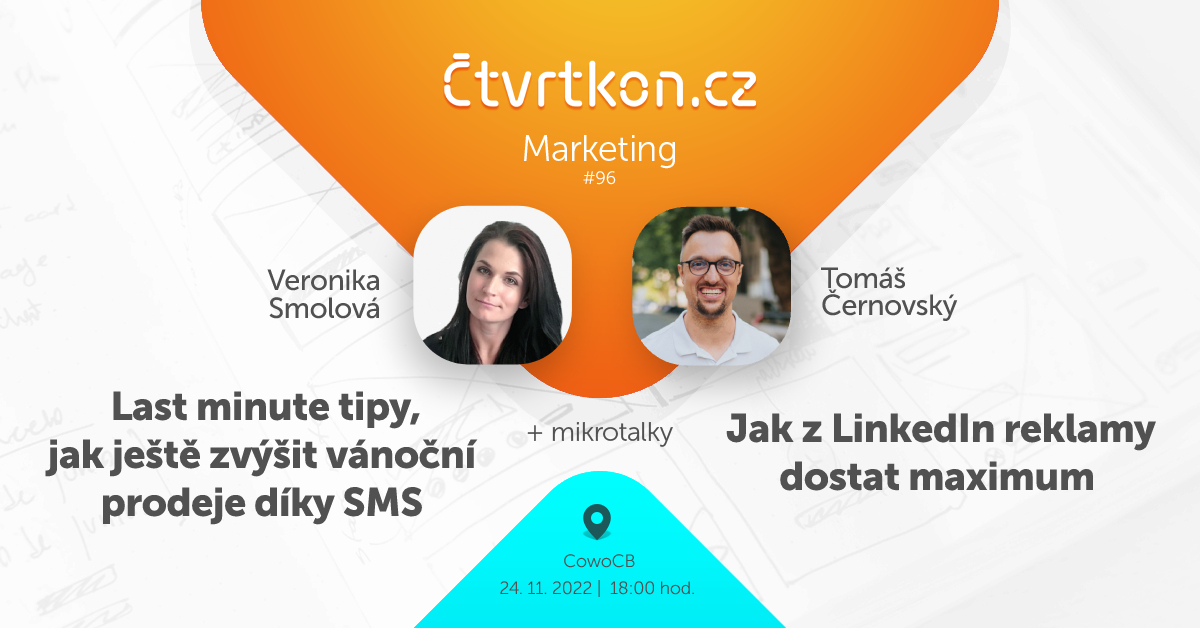 Čtvrtkon.cz
Marketing
#96
Veronika
Smolová
Tomáš
Černovský
Last minute tipy,
jak ještě zvýšit vánoční
prodeje díky SMS
+ mikrotalky
Jak z LinkedIn reklamy
dostat maximum
CowoCB
24. 11. 2022 | 18:00 hod.